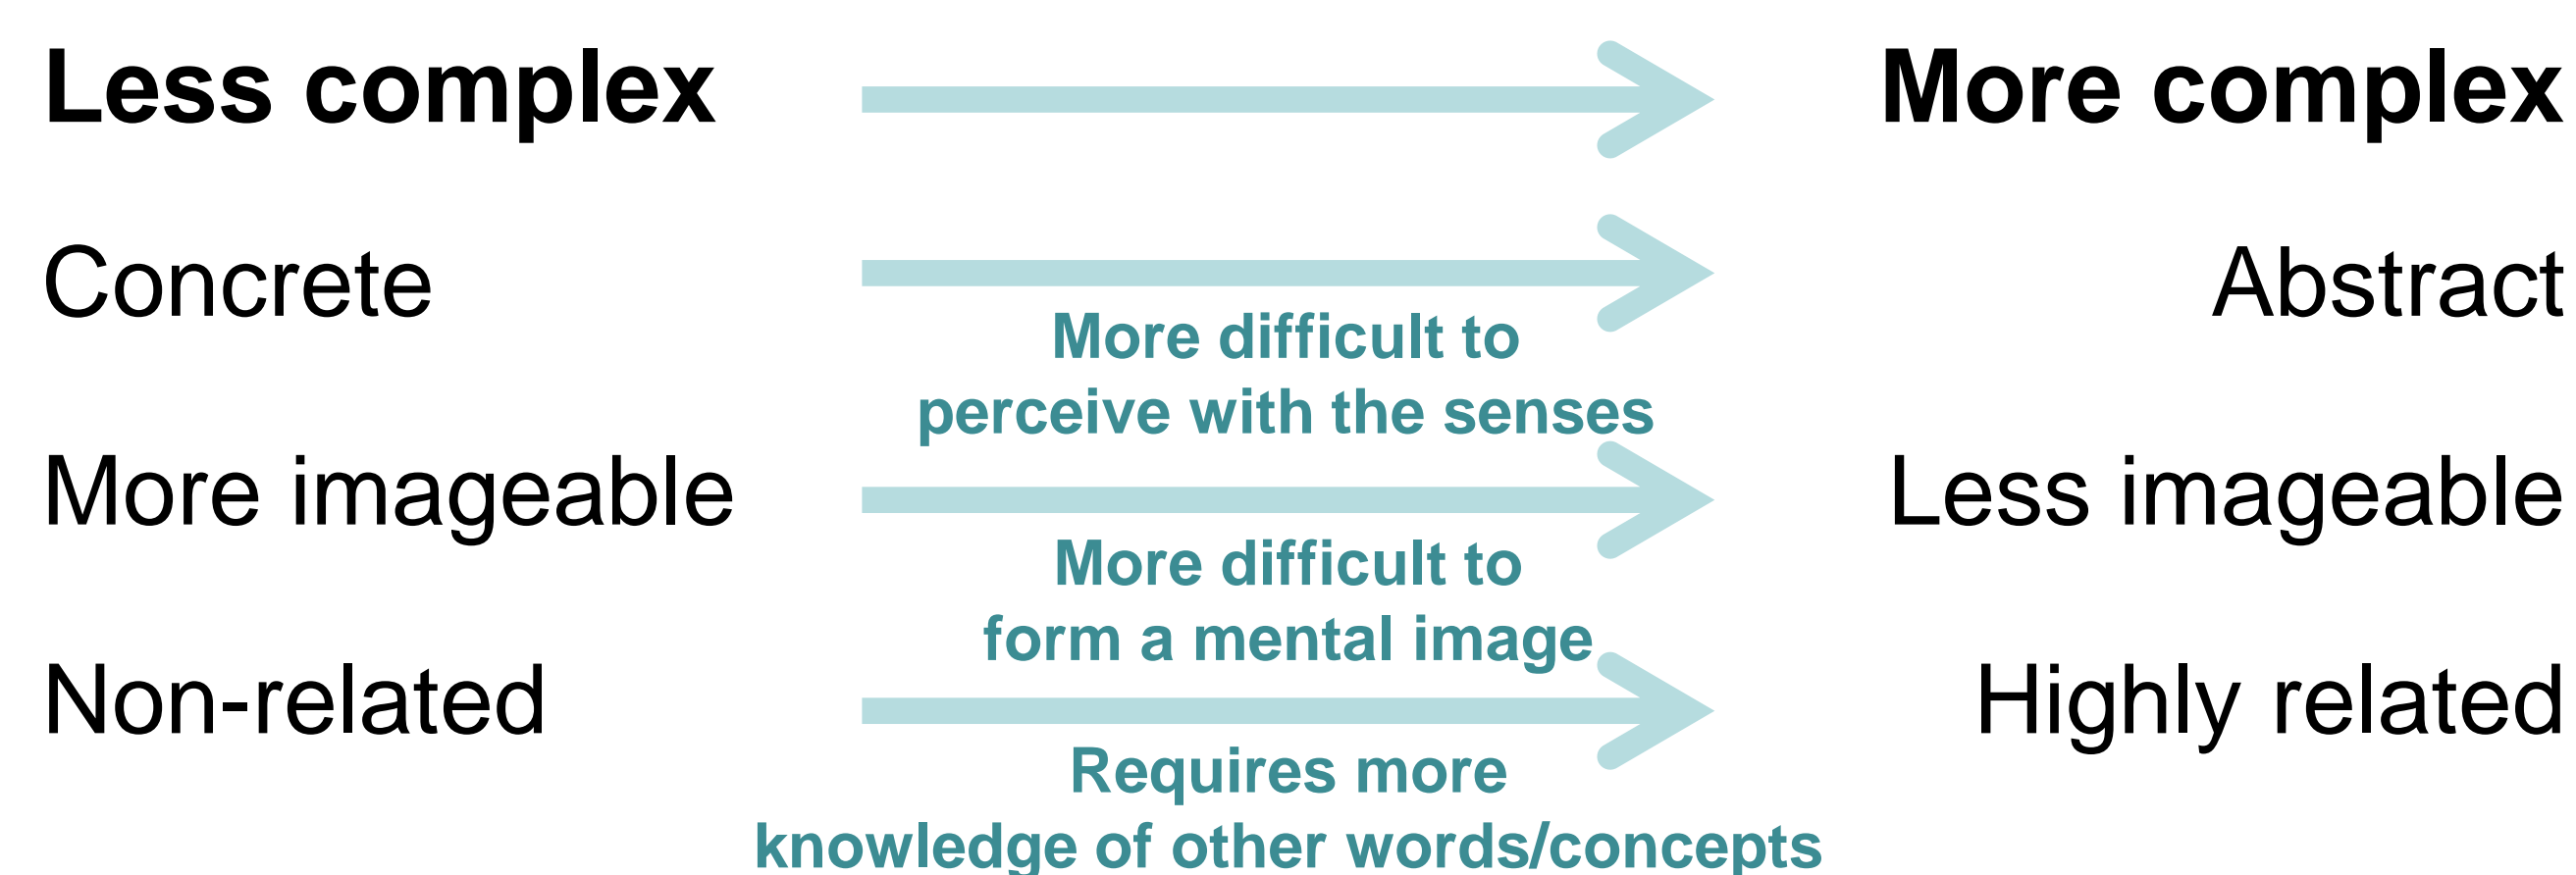 Less complex More complex
Concrete Abstract
More difficult to
perceive with the senses
More imageable Less imageable
More difficult to
form a mental image
Non-related Highly related
Requires more
knowledge of other words/concepts